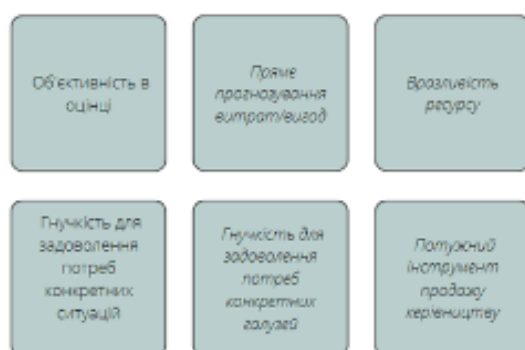 Об'єктивність в
оцінці
Пряме
прогнозування
витрат/вигод
Вразливість
ресурсу
Гнучкість для
задоволення
потреб
конкретних
ситуацій
Гнучкість для
задоволення
потреб
конкретних
галузей
Потужний
інструмент
продажу
керівництву